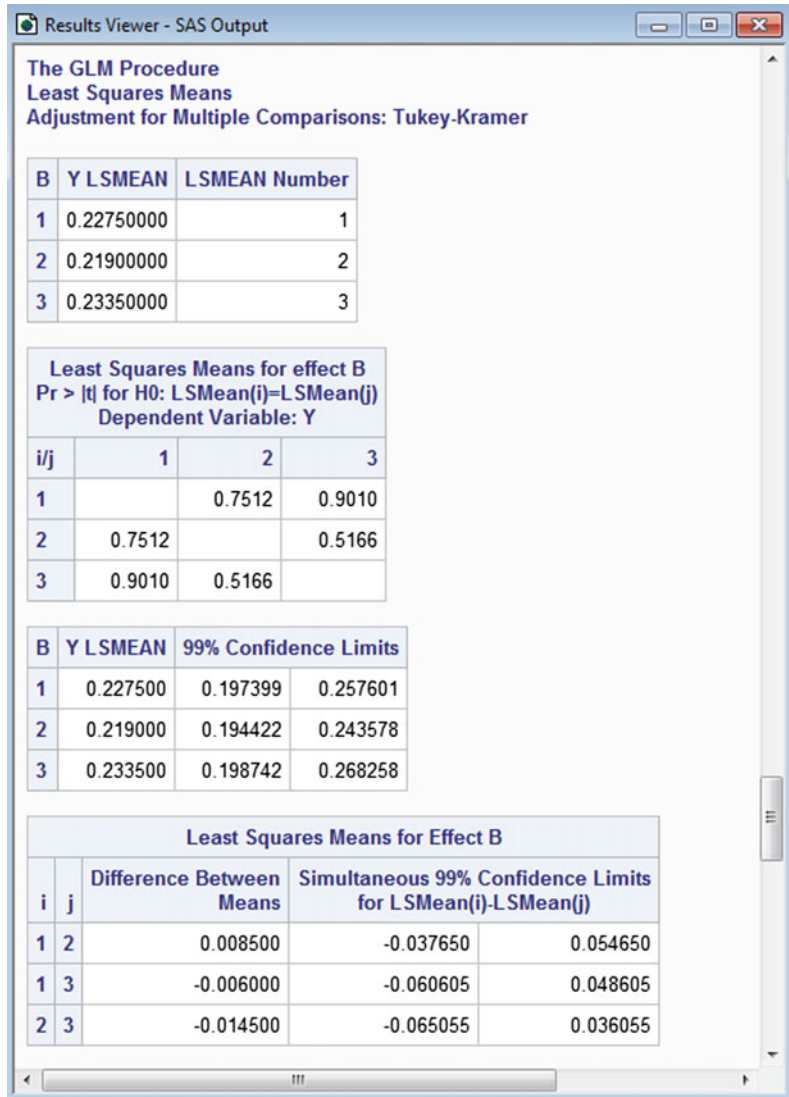 Results Viewer - SAS Output
The GLM Procedure
Least Squares Means
Adjustment for Multiple Comparisons: Tukey-Kramer
B Y LSMEAN LSMEAN Number
1 0.22750000 1
2 0.21900000 2
3 0.23350000 3
Least Squares Means for effect B
Pr > |t| for H0: LSMean(i)=LSMean(j)
Dependent Variable: Y
i/j 1 2 3
1 0.7512 0.9010
2 0.7512 0.5166
3 0.9010 0.5166
B Y LSMEAN 99% Confidence Limits
1 0.227500 0.197399 0.257601
2 0.219000 0.194422 0.243578
3 0.233500 0.198742 0.268258
Least Squares Means for Effect B
i j Difference Between Means Simultaneous 99% Confidence Limits for LSMean(i)-LSMean(j)
1 2 0.008500 -0.037650 0.054650
1 3 -0.006000 -0.060605 0.048605
2 3 -0.014500 -0.065055 0.036055